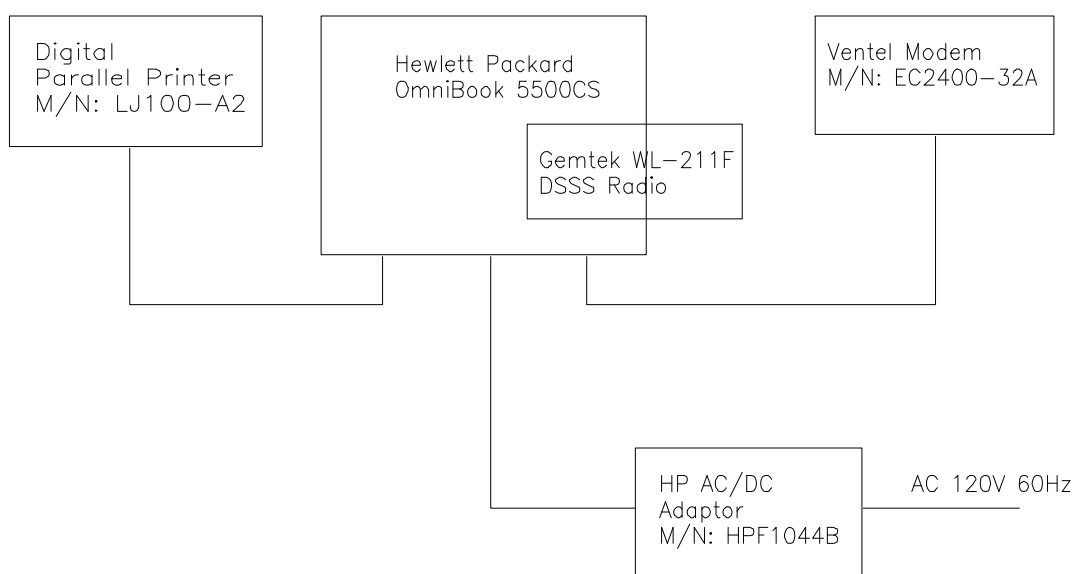 Digital
Parallel Printer
M/N: LJ100-A2
Hewlett Packard
OmniBook 5500CS
Gemtek WL-211F
DSSS Radio
Ventel Modem
M/N: EC2400-32A
HP AC/DC
Adaptor
M/N: HPF1044B
AC 120V 60Hz